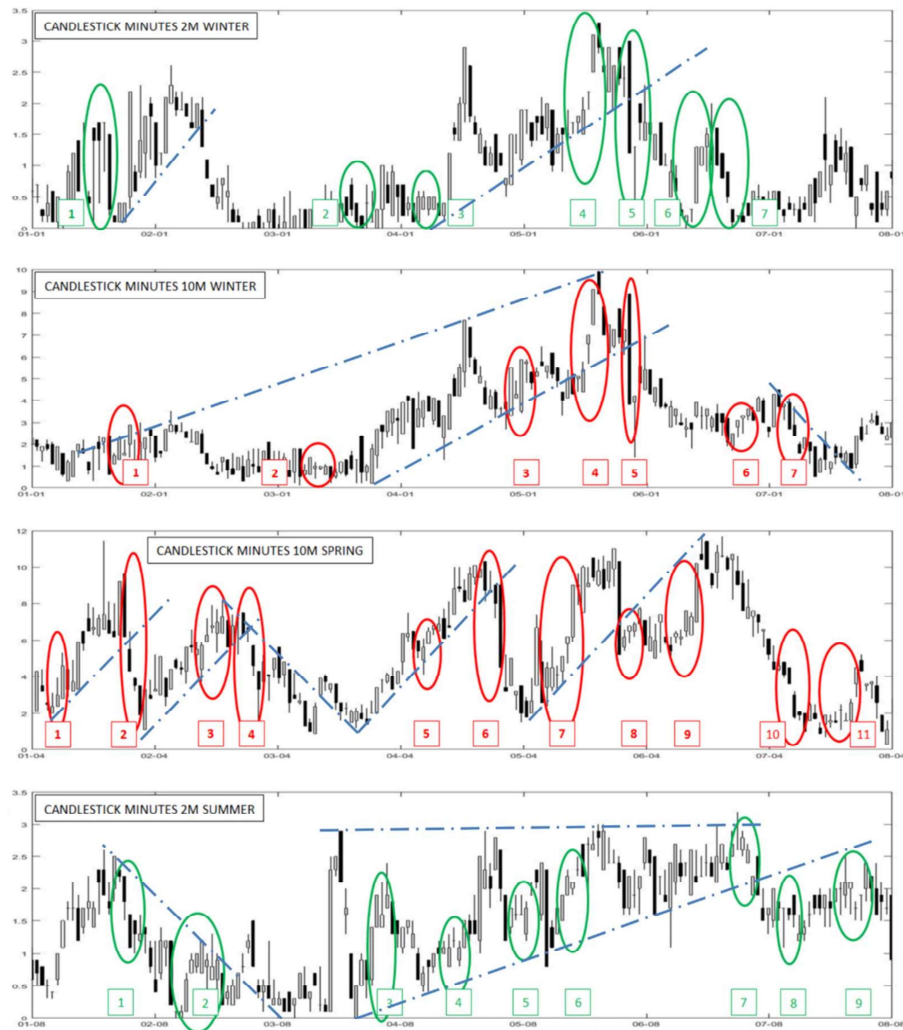 CANDLESTICK MINUTES 2M WINTER
3.5
3
2.5
2
1.5
1
0.5
0
1 2 3 4 5 6 7
01-01 02-01 03-01 04-01 05-01 06-01 07-01 08-01
CANDLESTICK MINUTES 10M WINTER
10
9
8
7
6
5
4
3
2
1
0
1 2 3 4 5 6 7
01-01 02-01 03-01 04-01 05-01 06-01 07-01 08-01
CANDLESTICK MINUTES 10M SPRING
12
10
8
6
4
2
0
1 2 3 4 5 6 7 8 9 10 11
01-04 02-04 03-04 04-04 05-04 06-04 07-04 08-04
CANDLESTICK MINUTES 2M SUMMER
3.5
3
2.5
2
1.5
1
0.5
0
1 2 3 4 5 6 7 8 9
01-08 02-08 03-08 04-08 05-08 06-08 07-08 08-08